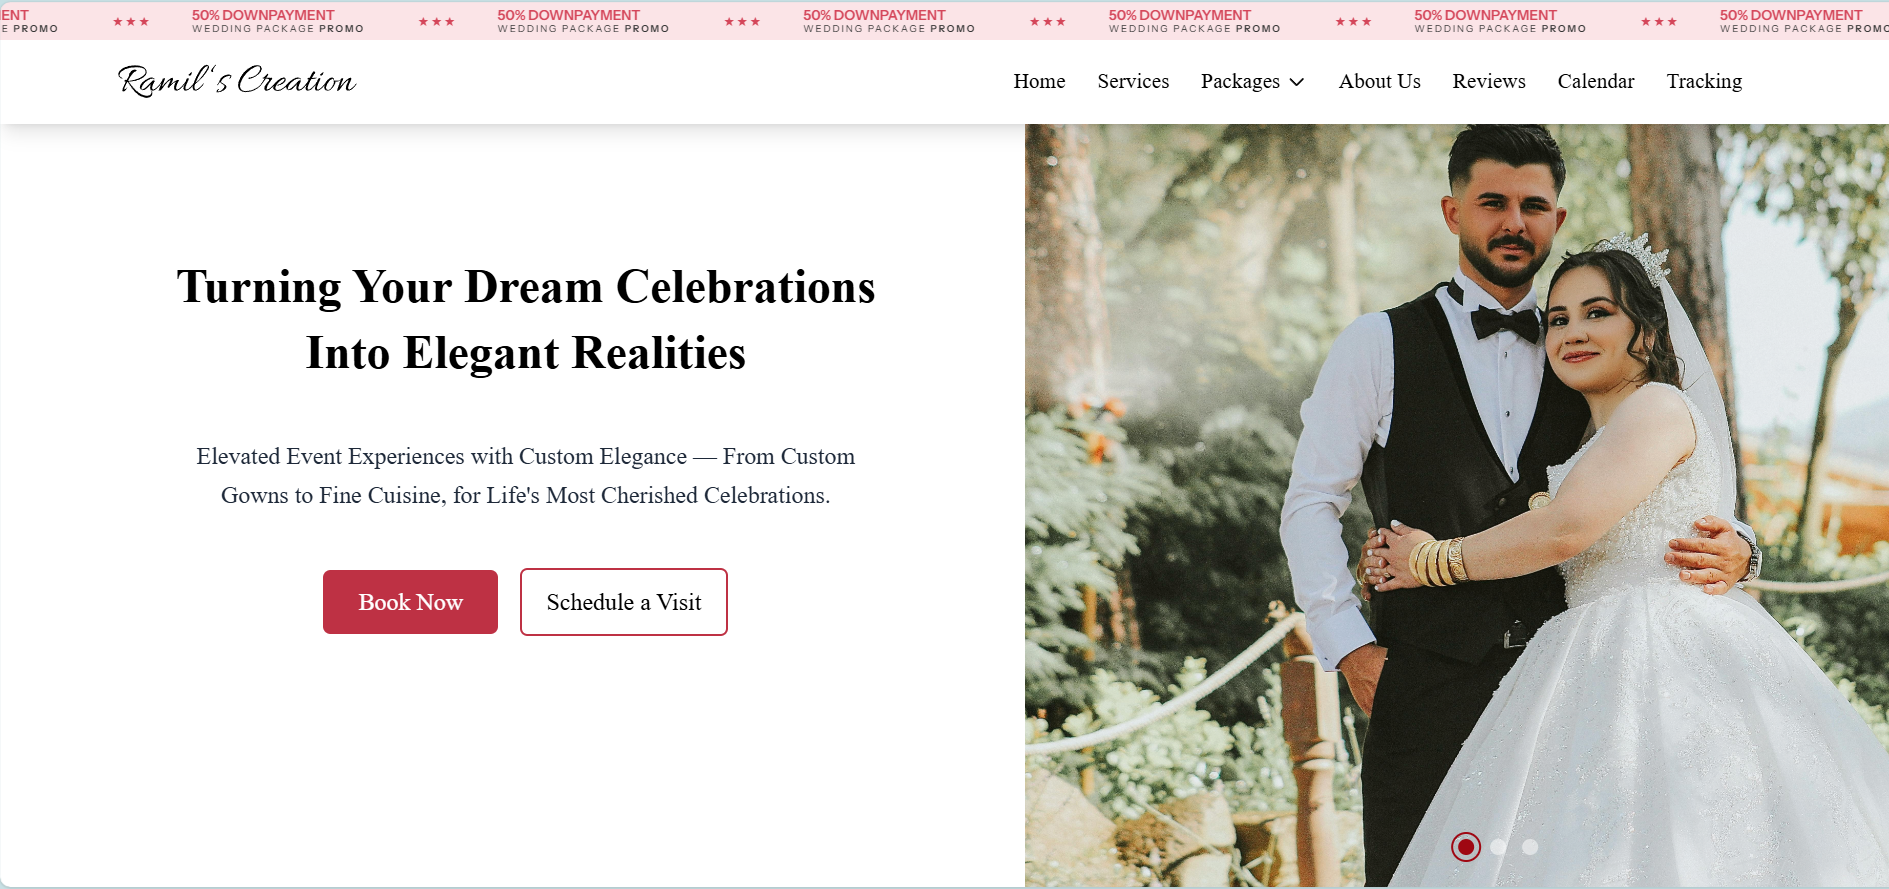 ENT
E PROMO
★ ★ ★
50% DOWNPAYMENT
WEDDING PACKAGE PROMO
★ ★ ★
50% DOWNPAYMENT
WEDDING PACKAGE PROMO
★ ★ ★
50% DOWNPAYMENT
WEDDING PACKAGE PROMO
★ ★ ★
50% DOWNPAYMENT
WEDDING PACKAGE PROMO
★ ★ ★
50% DOWNPAYMENT
WEDDING PACKAGE PROMO
★ ★ ★
50% DOWNPAYMENT
WEDDING PACKAGE PROMO
Ramil's Creation
Home Services Packages About Us Reviews Calendar Tracking
Turning Your Dream Celebrations
Into Elegant Realities
Elevated Event Experiences with Custom Elegance — From Custom
Gowns to Fine Cuisine, for Life's Most Cherished Celebrations.
Book Now
Schedule a Visit